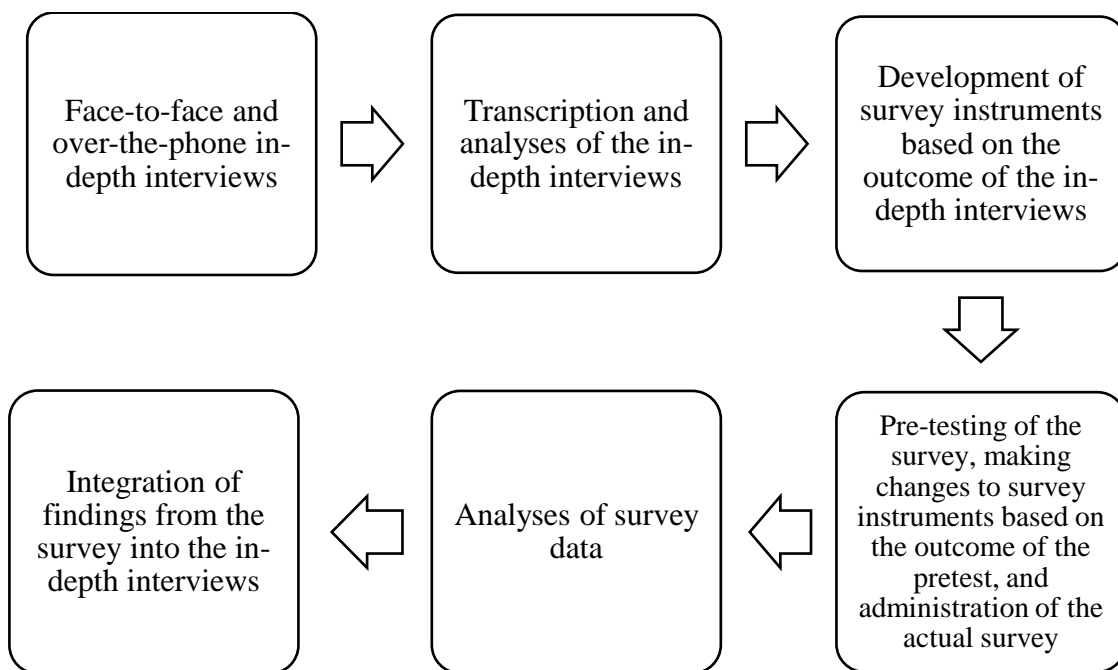 Face-to-face and
over-the-phone in-
depth interviews
Transcription and
analyses of the in-
depth interviews
Development of
survey instruments
based on the
outcome of the in-
depth interviews
Pre-testing of the
survey, making
changes to survey
instruments based on
the outcome of the
pretest, and
administration of the
actual survey
Analyses of survey
data
Integration of
findings from the
survey into the in-
depth interviews